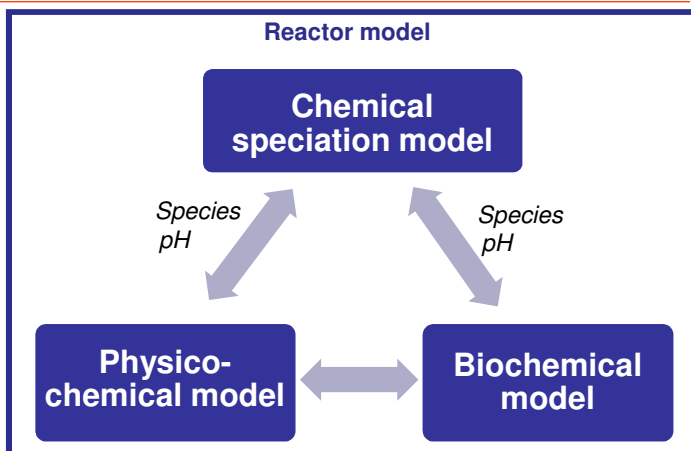 Reactor model
Chemical
speciation model
Species
pH
Species
pH
Physico-
chemical model
Biochemical
model